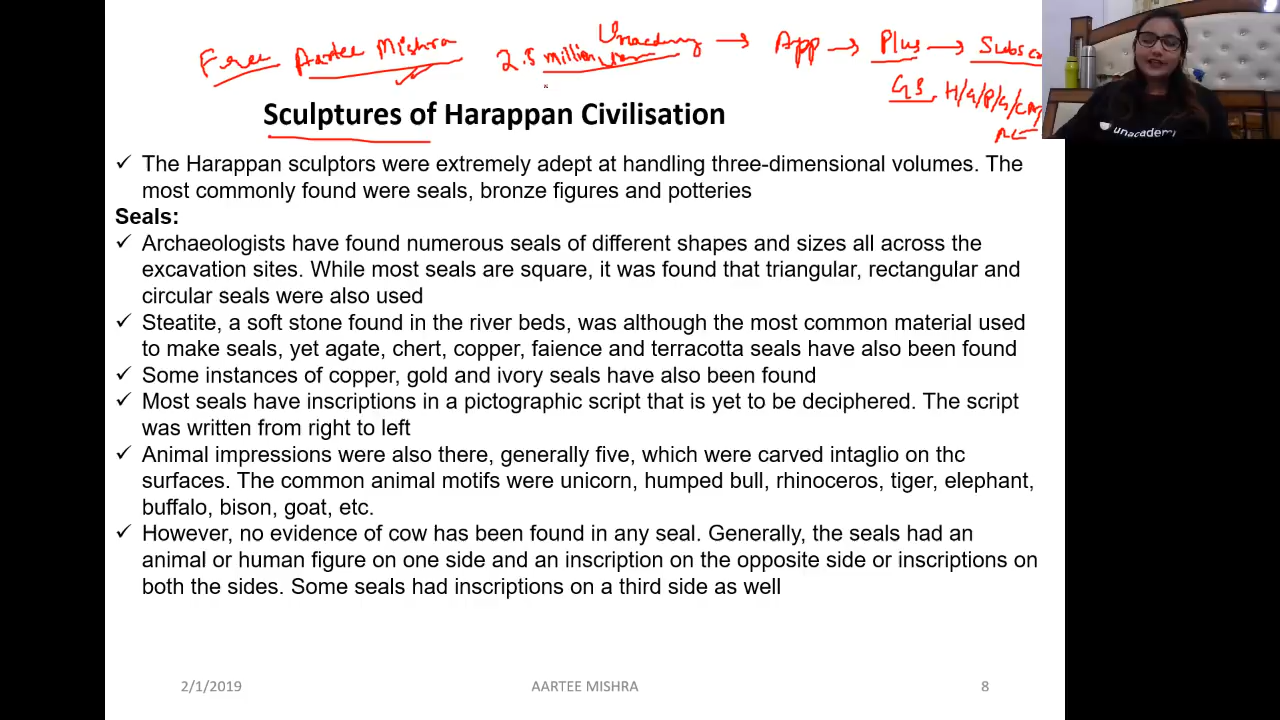 Free Aartee Mishra 2.5 million Unacademy → App → Plus → Subsc
GS, H/G/P/G/CA/
Sculptures of Harappan Civilisation
unacademy
✓ The Harappan sculptors were extremely adept at handling three-dimensional volumes. The
most commonly found were seals, bronze figures and potteries
Seals:
✓ Archaeologists have found numerous seals of different shapes and sizes all across the
excavation sites. While most seals are square, it was found that triangular, rectangular and
circular seals were also used
✓ Steatite, a soft stone found in the river beds, was although the most common material used
to make seals, yet agate, chert, copper, faience and terracotta seals have also been found
✓ Some instances of copper, gold and ivory seals have also been found
✓ Most seals have inscriptions in a pictographic script that is yet to be deciphered. The script
was written from right to left
✓ Animal impressions were also there, generally five, which were carved intaglio on thc
surfaces. The common animal motifs were unicorn, humped bull, rhinoceros, tiger, elephant,
buffalo, bison, goat, etc.
✓ However, no evidence of cow has been found in any seal. Generally, the seals had an
animal or human figure on one side and an inscription on the opposite side or inscriptions on
both the sides. Some seals had inscriptions on a third side as well
2/1/2019 AARTEE MISHRA 8